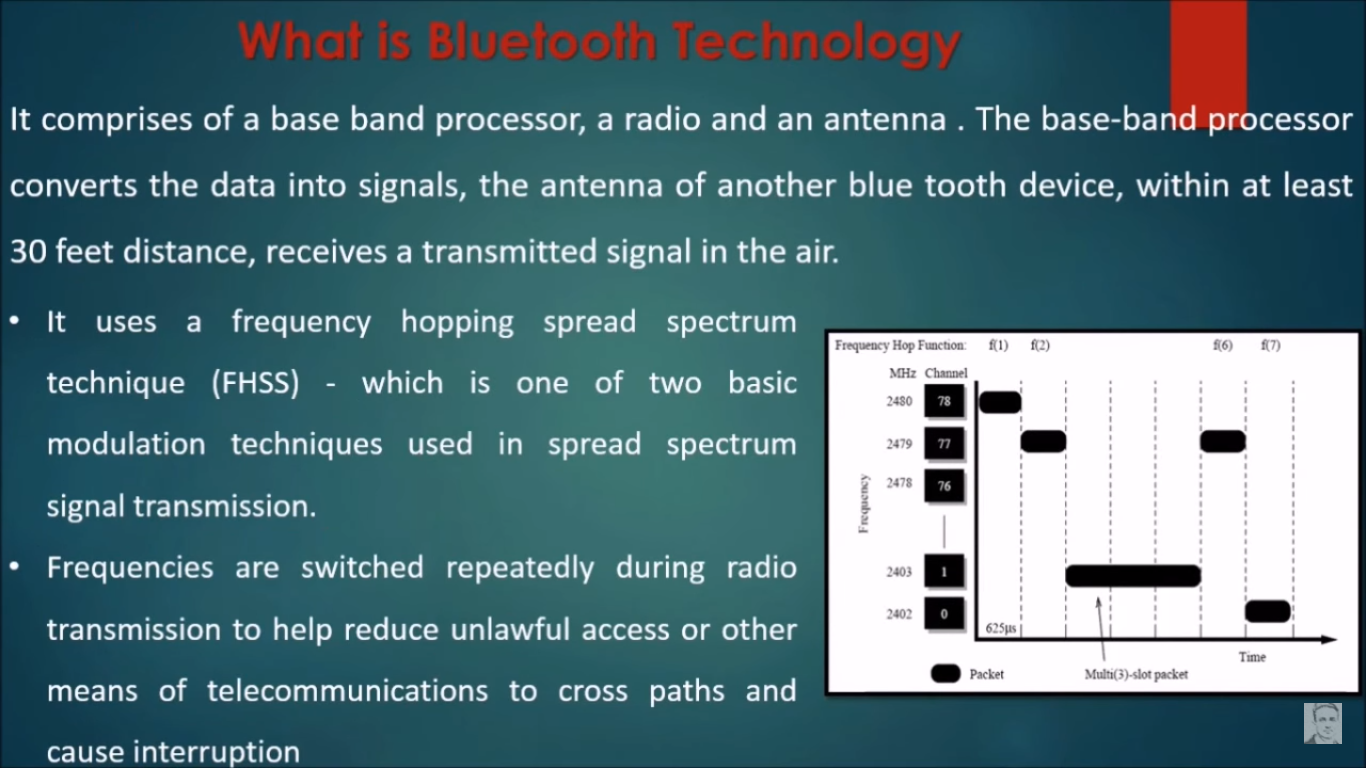 What is Bluetooth Technology
It comprises of a base band processor, a radio and an antenna . The base-band processor
converts the data into signals, the antenna of another blue tooth device, within at least
30 feet distance, receives a transmitted signal in the air.
• It uses a frequency hopping spread spectrum
technique (FHSS) - which is one of two basic
modulation techniques used in spread spectrum
signal transmission.
• Frequencies are switched repeatedly during radio
transmission to help reduce unlawful access or other
means of telecommunications to cross paths and
cause interruption
Frequency Hop Function: f(1) f(2) f(6) f(7)
MHz Channel
2480 78
2479 77
2478 76
Frequency
2403 1
2402 0
625μs
Time
Packet
Multi(3)-slot packet